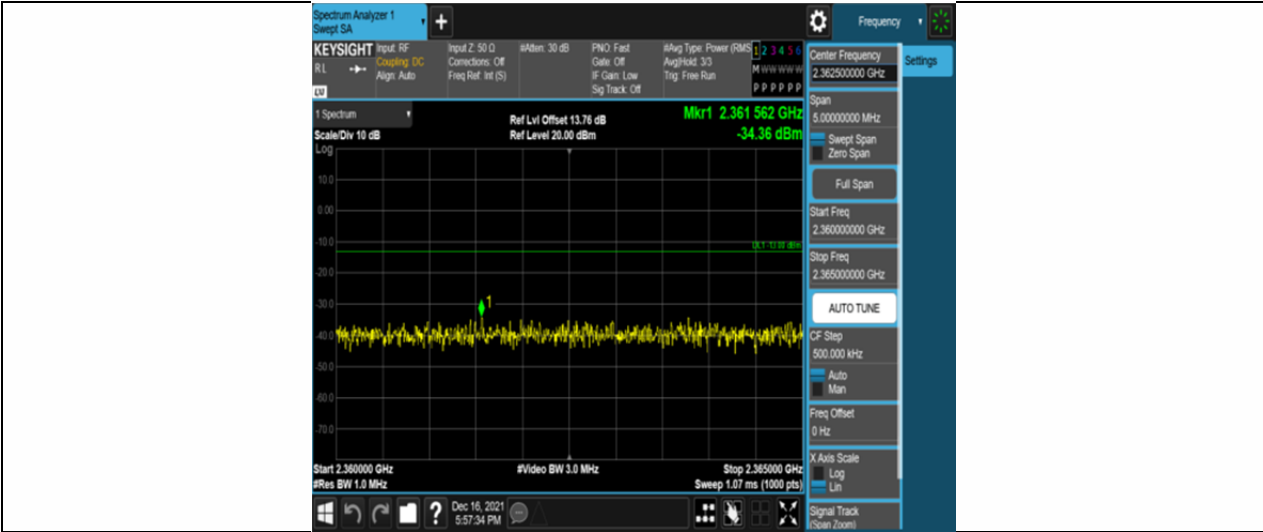 Spectrum Analyzer 1
Swept SA
+
Frequency
KEYSIGHT
RL
LV
Input: RF
Coupling: DC
Align: Auto
Input Z: 50 Ω
Corrections: Off
Freq Ref: Int (S)
#Atten: 30 dB
PNO: Fast
Gate: Off
IF Gain: Low
Sig Track: Off
#Avg Type: Power (RMS
Avg|Hold: 3/3
Trig: Free Run
1 2 3 4 5 6
M W W W W W
P P P P P P
1 Spectrum
Scale/Div 10 dB
Log
Ref Lvl Offset 13.76 dB
Ref Level 20.00 dBm
Mkr1 2.361 562 GHz
-34.36 dBm
10.0
0.00
-10.0
DL1 -13.00 dBm
-20.0
-30.0
1
-40.0
-50.0
-60.0
-70.0
Start 2.360000 GHz
#Res BW 1.0 MHz
#Video BW 3.0 MHz
Stop 2.365000 GHz
Sweep 1.07 ms (1000 pts)
Center Frequency
2.362500000 GHz
Settings
Span
5.00000000 MHz
Swept Span
Zero Span
Full Span
Start Freq
2.360000000 GHz
Stop Freq
2.365000000 GHz
AUTO TUNE
CF Step
500.000 kHz
Auto
Man
Freq Offset
0 Hz
X Axis Scale
Log
Lin
Signal Track
(Span Zoom)
?
Dec 16, 2021
5:57:34 PM